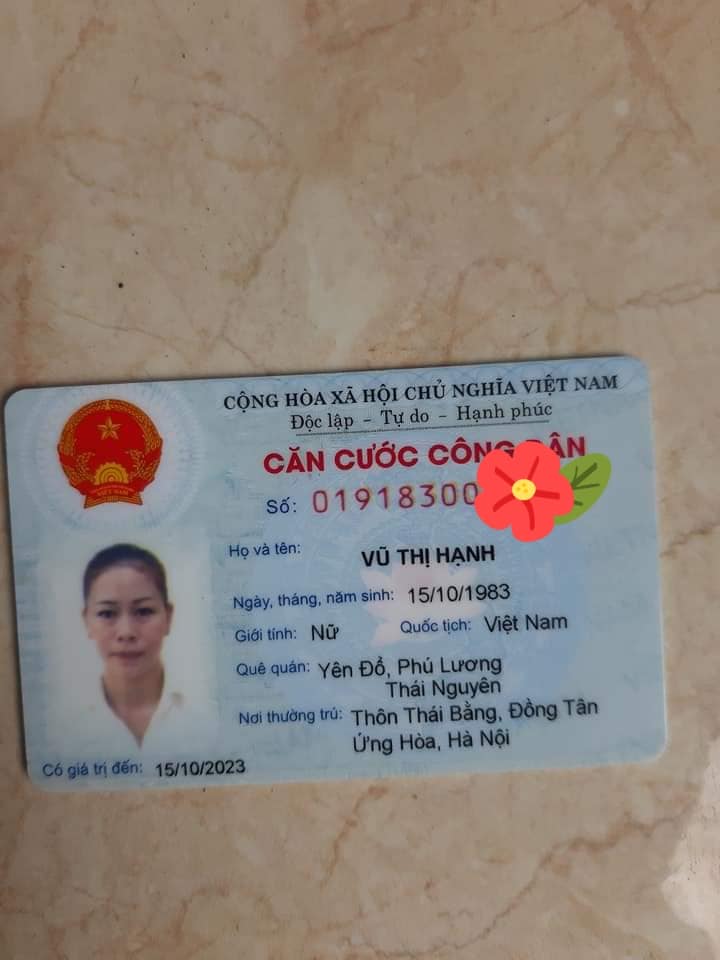 CỘNG HÒA XÃ HỘI CHỦ NGHĨA VIỆT NAM
Độc lập - Tự do - Hạnh phúc
CĂN CƯỚC CÔNG DÂN
Số: 01918300
Họ và tên: VŨ THỊ HẠNH
Ngày, tháng, năm sinh: 15/10/1983
Giới tính: Nữ Quốc tịch: Việt Nam
Quê quán: Yên Đổ, Phú Lương
Thái Nguyên
Nơi thường trú: Thôn Thái Bằng, Đồng Tân
Ứng Hòa, Hà Nội
Có giá trị đến: 15/10/2023
VIỆT NAM